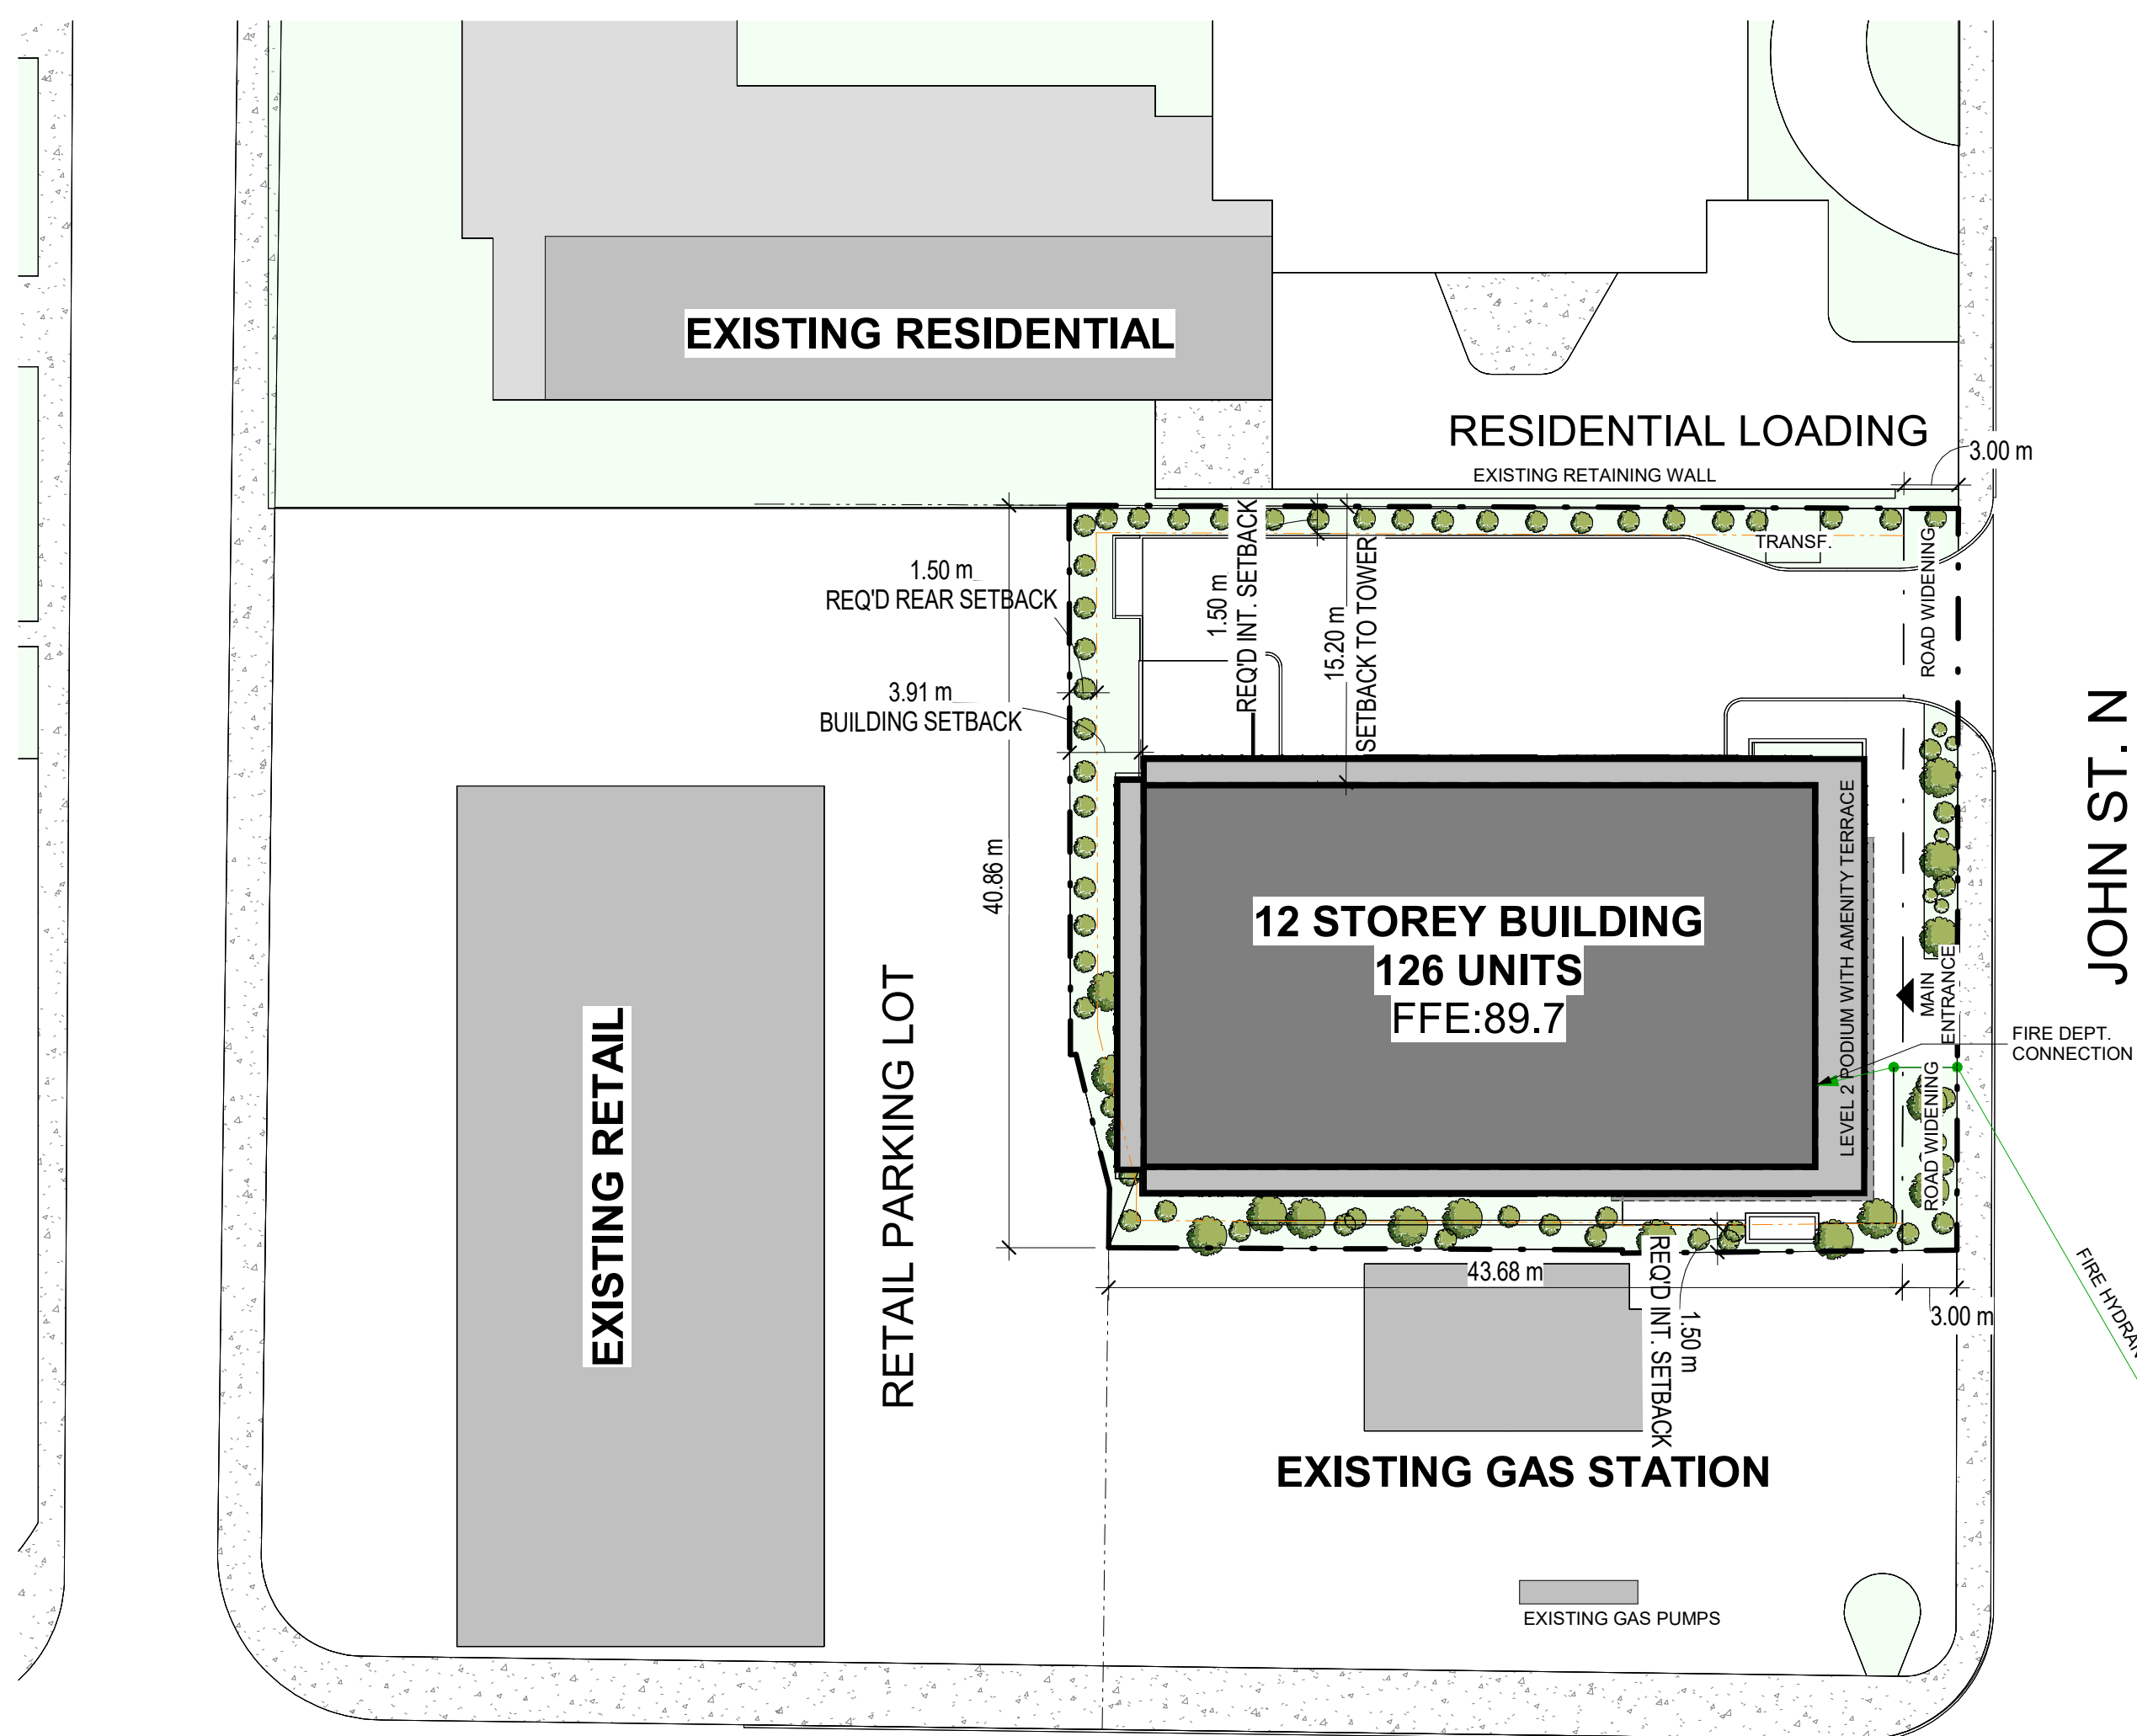 EXISTING RESIDENTIAL
RESIDENTIAL LOADING
3.00 m
EXISTING RETAINING WALL
TRANSF.
ROAD WIDENING
1.50 m
REQ'D REAR SETBACK
1.50 m
REQ'D INT. SETBACK
15.20 m
SETBACK TO TOWER
3.91 m
BUILDING SETBACK
JOHN ST. N
40.86 m
12 STOREY BUILDING
126 UNITS
FFE:89.7
LEVEL 2 PODIUM WITH AMENITY TERRACE
MAIN
ENTRANCE
FIRE DEPT.
CONNECTION
EXISTING RETAIL
RETAIL PARKING LOT
ROAD WIDENING
43.68 m
3.00 m
1.50 m
REQ'D INT. SETBACK
FIRE HYDRAN
EXISTING GAS STATION
EXISTING GAS PUMPS